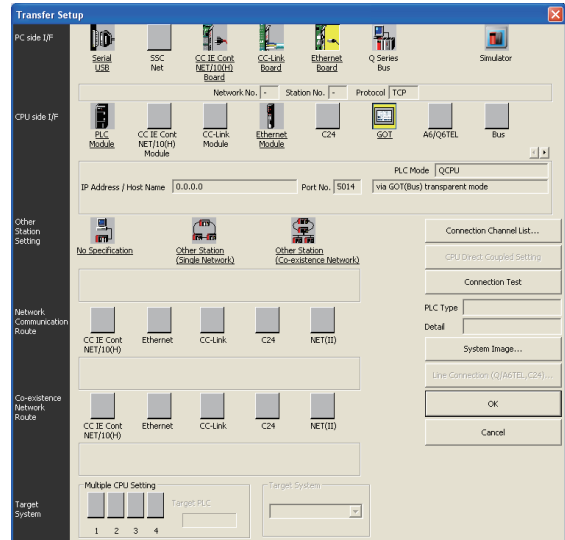 Transfer Setup
PC side I/F
Serial
USB
SSC
Net
CC IE Cont
NET/10(H)
Board
CC-Link
Board
Ethernet
Board
Q Series
Bus
Simulator
Network No. - Station No. - Protocol TCP
CPU side I/F
PLC
Module
CC IE Cont
NET/10(H)
Module
CC-Link
Module
Ethernet
Module
C24
GOT
A6/Q6TEL
Bus
PLC Mode QCPU
IP Address / Host Name 0.0.0.0 Port No. 5014 via GOT(Bus) transparent mode
Other
Station
Setting
No Specification
Other Station
(Single Network)
Other Station
(Co-existence Network)
Connection Channel List...
CPU Direct Coupled Setting
Connection Test
PLC Type
Detail
System Image...
Line Connection (Q/A6TEL,C24)...
OK
Cancel
Network
Communication
Route
CC IE Cont
NET/10(H)
Ethernet
CC-Link
C24
NET(II)
Co-existence
Network
Route
CC IE Cont
NET/10(H)
Ethernet
CC-Link
C24
NET(II)
Target
System
Multiple CPU Setting
1 2 3 4
Target PLC
Target System